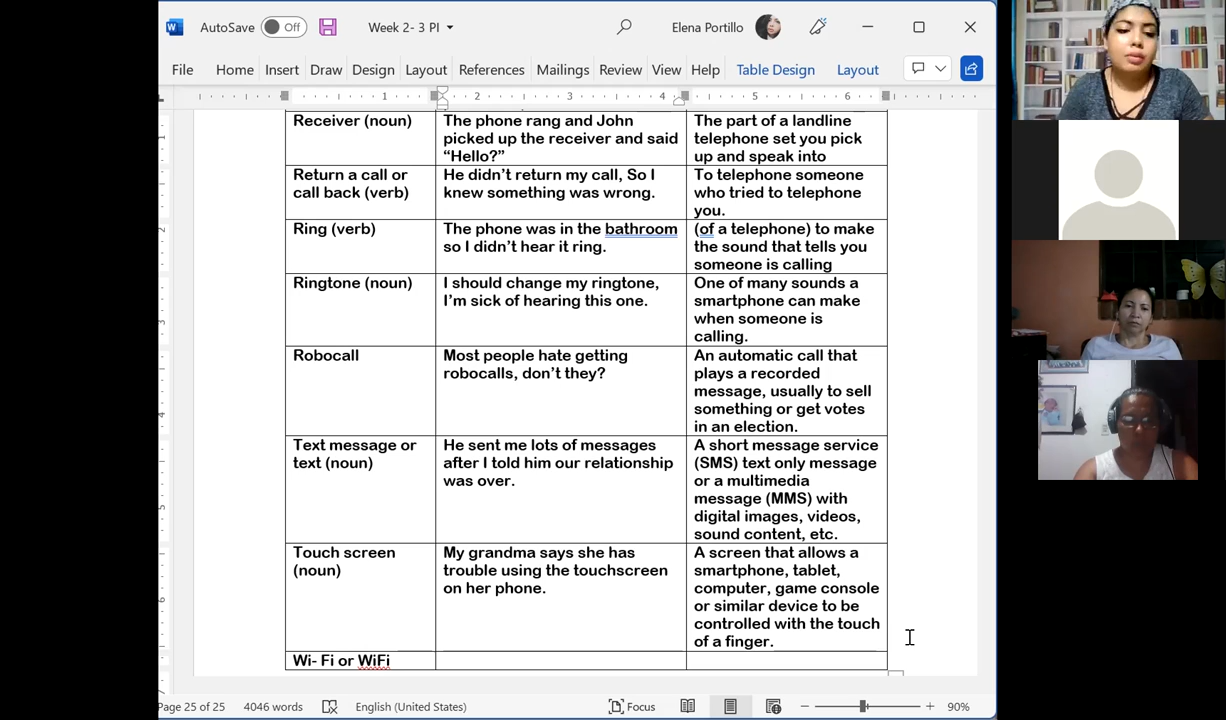 AutoSave Off Week 2- 3 PI Elena Portillo
File Home Insert Draw Design Layout References Mailings Review View Help Table Design Layout
1 2 3 4 5 6
Receiver (noun)
The phone rang and John
picked up the receiver and said
“Hello?”
The part of a landline
telephone set you pick
up and speak into
Return a call or
call back (verb)
He didn’t return my call, So I
knew something was wrong.
To telephone someone
who tried to telephone
you.
Ring (verb)
The phone was in the bathroom
so I didn’t hear it ring.
(of a telephone) to make
the sound that tells you
someone is calling
Ringtone (noun)
I should change my ringtone,
I’m sick of hearing this one.
One of many sounds a
smartphone can make
when someone is
calling.
Robocall
Most people hate getting
robocalls, don’t they?
An automatic call that
plays a recorded
message, usually to sell
something or get votes
in an election.
Text message or
text (noun)
He sent me lots of messages
after I told him our relationship
was over.
A short message service
(SMS) text only message
or a multimedia
message (MMS) with
digital images, videos,
sound content, etc.
Touch screen
(noun)
My grandma says she has
trouble using the touchscreen
on her phone.
A screen that allows a
smartphone, tablet,
computer, game console
or similar device to be
controlled with the touch
of a finger.
Wi- Fi or WiFi
Page 25 of 25 4046 words English (United States) Focus 90%